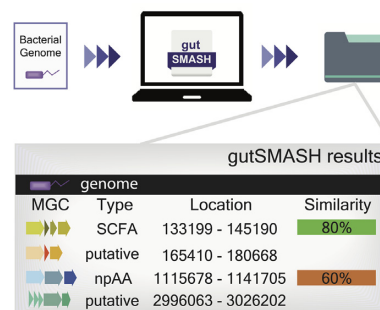 Bacterial
Genome
gut
SMASH
gutSMASH results
genome
MGC Type Location Similarity
SCFA 133199 - 145190 80%
putative 165410 - 180668
npAA 1115678 - 1141705 60%
putative 2996063 - 3026202